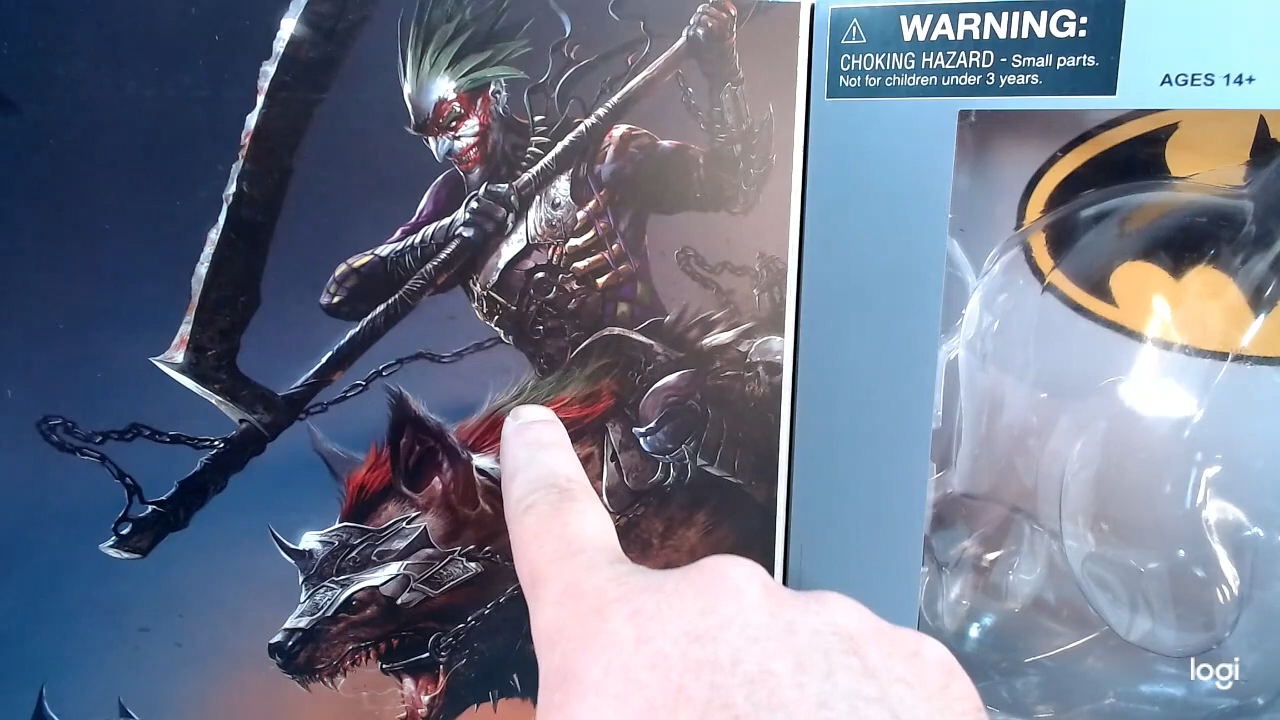 WARNING:
CHOKING HAZARD - Small parts.
Not for children under 3 years.
AGES 14+
logi